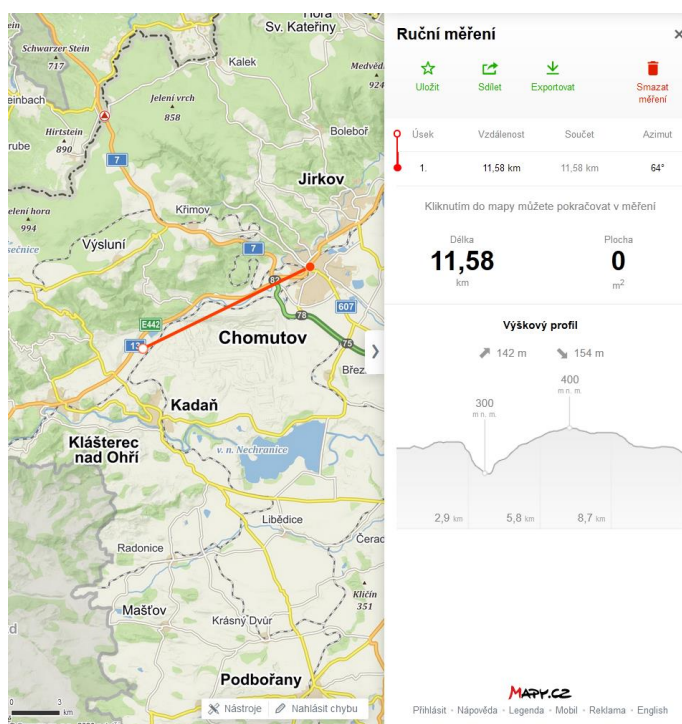 Hora
Sv. Kateřiny
Schwarzer Stein
717
Kalek
Medvěd
924
einbach
Jelení vrch
858
Hirtstein
890
rube
Boleboř
7
Jirkov
Křimov
elení hora
994
Výsluní
sečnice
7
82
607
E442
78
13
Chomutov
75
Břez
Kadaň
Klášterec
nad Ohří
v. n. Nechranice
Libědice
Čerac
Radonice
Kličín
351
Mašťov
Krásný Dvůr
d
Podbořany
0 3
km
Nástroje
Nahlásit chybu
Ruční měření
×
Uložit Sdílet Exportovat Smazat
měření
Úsek Vzdálenost Součet Azimut
1. 11,58 km 11,58 km 64°
Kliknutím do mapy můžete pokračovat v měření
Délka Plocha
11,58 0
km m²
Výškový profil
142 m 154 m
400
m n. m.
300
m n. m.
2,9 km 5,8 km 8,7 km
MAPY.CZ
Přihlásit - Nápověda - Legenda - Mobil - Reklama - English